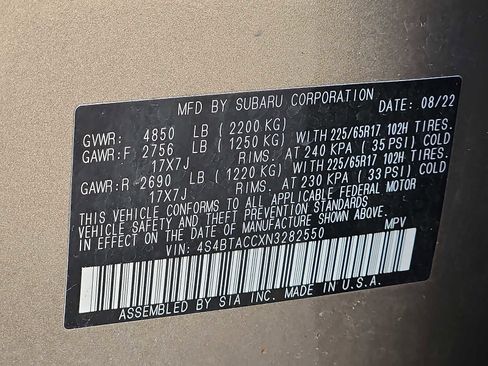 MFD BY SUBARU CORPORATION DATE: 08/22
GVWR: 4850 LB (2200 KG)
GAWR:F 2756 LB (1250 KG) WITH 225/65R17 102H TIRES.
17X7J RIMS. AT 240 KPA (35 PSI) COLD
GAWR:R 2690 LB (1220 KG) WITH 225/65R17 102H TIRES.
17X7J RIMS. AT 230 KPA (33 PSI) COLD
THIS VEHICLE CONFORMS TO ALL APPLICABLE FEDERAL MOTOR
VEHICLE SAFETY, BUMPER, AND THEFT PREVENTION STANDARDS
IN EFFECT ON THE DATE OF MANUFACTURE SHOWN ABOVE.
VIN: 4S4BTACCXN3282550 MPV
ASSEMBLED BY SIA INC. MADE IN U.S.A.